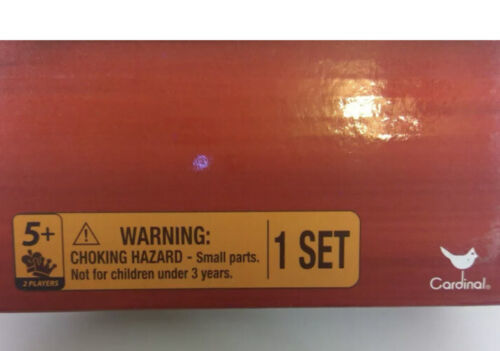 5+
2 PLAYERS
WARNING:
CHOKING HAZARD - Small parts.
Not for children under 3 years.
1 SET
Cardinal®